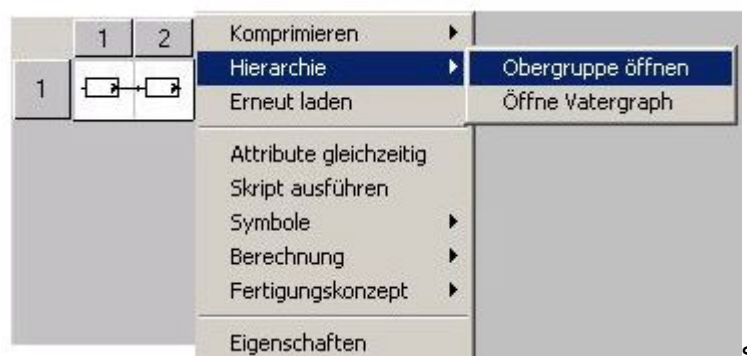 1 2
1
Komprimieren
Hierarchie
Erneut laden
Attribute gleichzeitig
Skript ausführen
Symbole
Berechnung
Fertigungskonzept
Eigenschaften
Obergruppe öffnen
Öffne Vatergraph